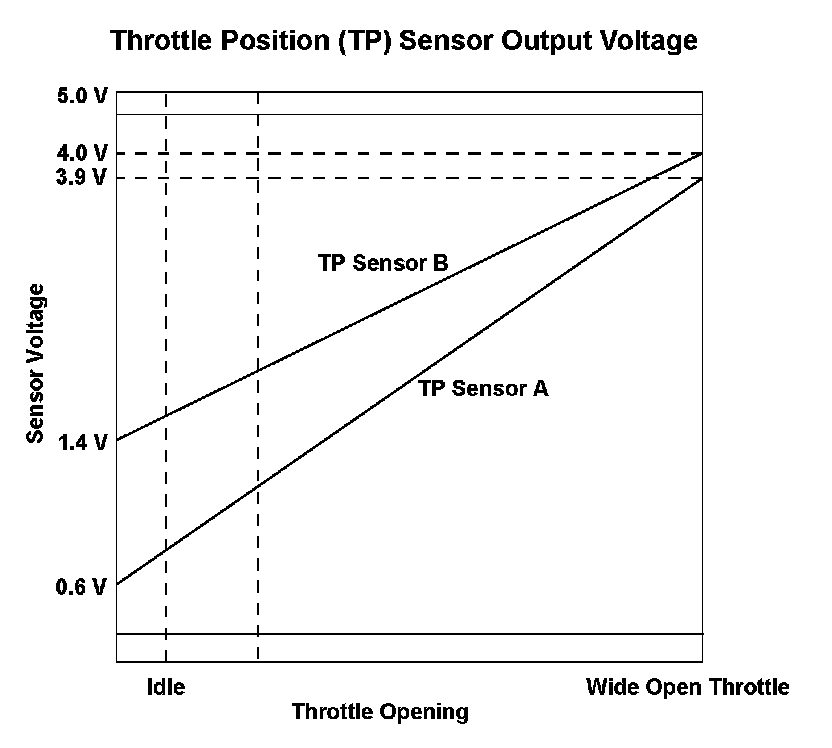 Throttle Position (TP) Sensor Output Voltage
5.0 V
4.0 V
3.9 V
TP Sensor B
Sensor Voltage
TP Sensor A
1.4 V
0.6 V
Idle
Wide Open Throttle
Throttle Opening